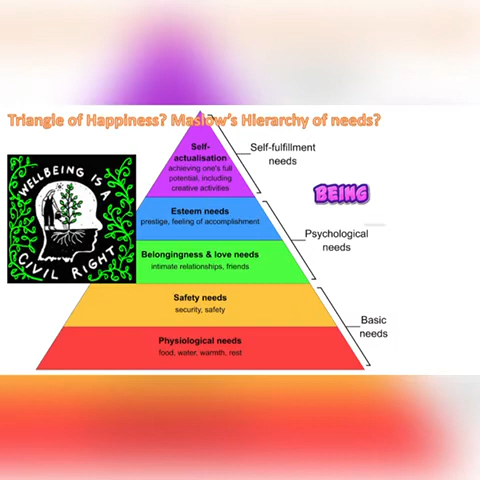 Triangle of Happiness? Maslow's Hierarchy of needs?
Self-
actualisation
achieving one's full
potential, including
creative activities
Self-fulfillment
needs
WELLBEING IS A
CIVIL RIGHT
BEING
Esteem needs
prestige, feeling of accomplishment
Psychological
needs
Belongingness & love needs
intimate relationships, friends
Safety needs
security, safety
Basic
needs
Physiological needs
food, water, warmth, rest